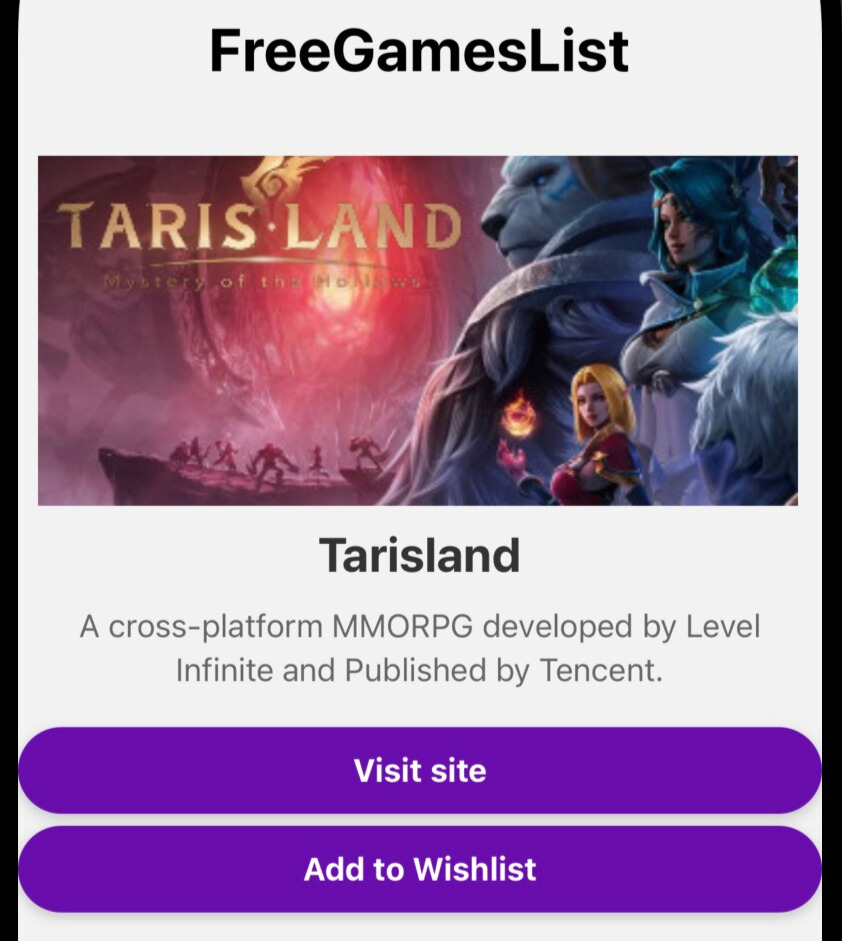 FreeGamesList
TARIS·LAND
Mystery of the Hollows
Tarisland
A cross-platform MMORPG developed by Level
Infinite and Published by Tencent.
Visit site
Add to Wishlist